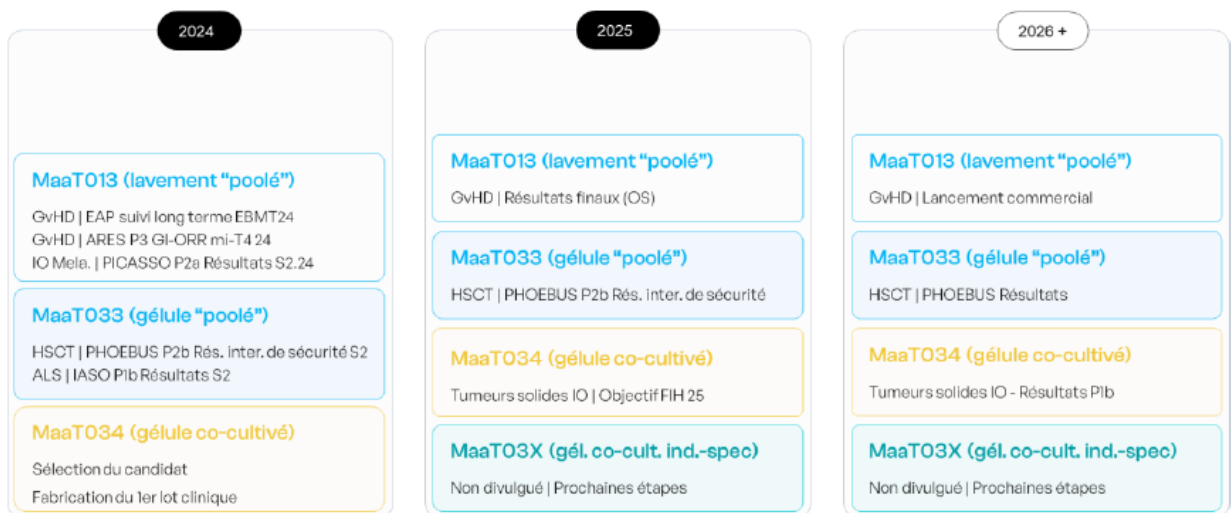 2024
MaaT013 (lavement “poolé”)
GvHD | EAP suivi long terme EBMT24
GvHD | ARES P3 GI-ORR mi-T4 24
IO Mela. | PICASSO P2a Résultats S2.24
MaaT033 (gélule “poolé”)
HSCT | PHOEBUS P2b Rés. inter. de sécurité S2
ALS | IASO P1b Résultats S2
MaaT034 (gélule co-cultivé)
Sélection du candidat
Fabrication du 1er lot clinique
2025
MaaT013 (lavement “poolé”)
GvHD | Résultats finaux (OS)
MaaT033 (gélule “poolé”)
HSCT | PHOEBUS P2b Rés. inter. de sécurité
MaaT034 (gélule co-cultivé)
Tumeurs solides IO | Objectif FIH 25
MaaT03X (gél. co-cult. ind.-spec)
Non divulgué | Prochaines étapes
2026 +
MaaT013 (lavement “poolé”)
GvHD | Lancement commercial
MaaT033 (gélule “poolé”)
HSCT | PHOEBUS Résultats
MaaT034 (gélule co-cultivé)
Tumeurs solides IO - Résultats P1b
MaaT03X (gél. co-cult. ind.-spec)
Non divulgué | Prochaines étapes